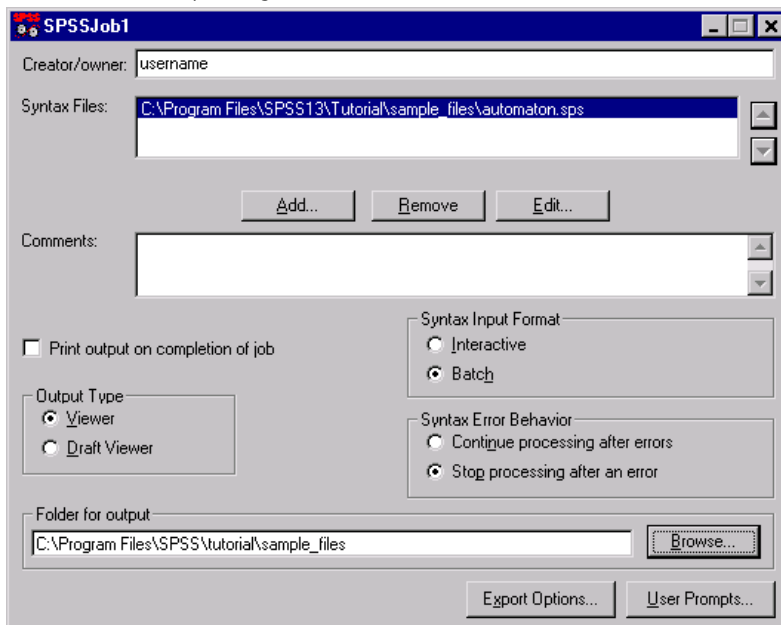 SPSSJob1
Creator/owner: username
Syntax Files: C:\Program Files\SPSS13\Tutorial\sample_files\automaton.sps
Add... Remove Edit...
Comments:
Print output on completion of job
Syntax Input Format
Interactive
Batch
Output Type
Viewer
Draft Viewer
Syntax Error Behavior
Continue processing after errors
Stop processing after an error
Folder for output
C:\Program Files\SPSS\tutorial\sample_files Browse...
Export Options... User Prompts...